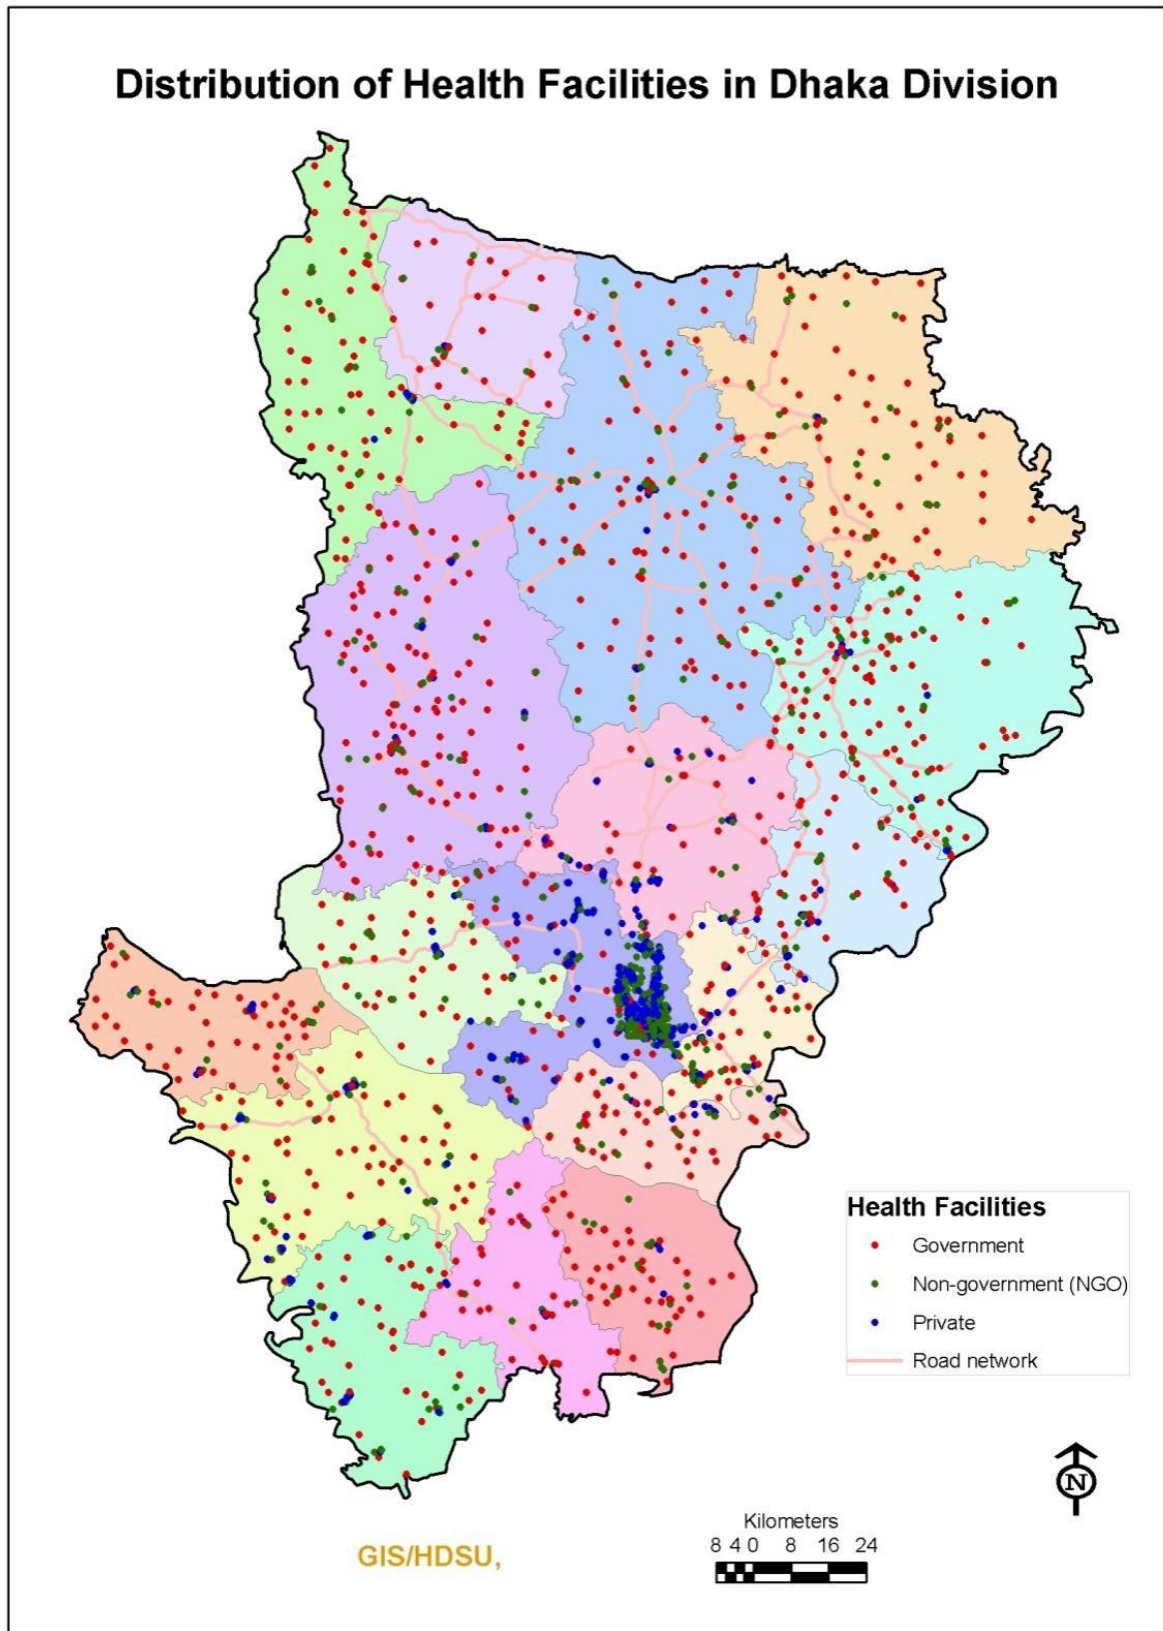 Distribution of Health Facilities in Dhaka Division
Health Facilities
Government
Non-government (NGO)
Private
Road network
N
Kilometers
8 4 0 8 16 24
GIS/HDSU,